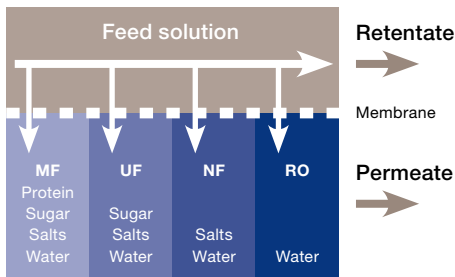 Feed solution
Retentate
Membrane
MF
Protein
Sugar
Salts
Water
UF
Sugar
Salts
Water
NF
Salts
Water
RO
Water
Permeate